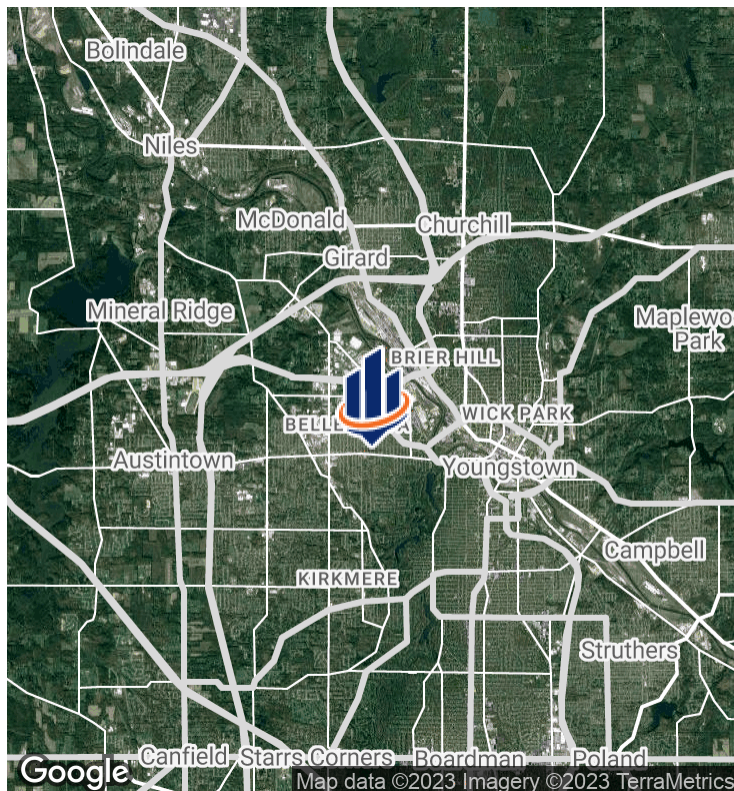 Bolindale
Niles
McDonald
Churchill
Girard
Mineral Ridge
Park
BRIER HILL
WICK PARK
Austintown
Youngstown
Campbell
KIRKMERE
Struthers
Canfield
Starrs Corners
Boardman
Poland
Google
Map data ©2023 Imagery ©2023 TerraMetrics